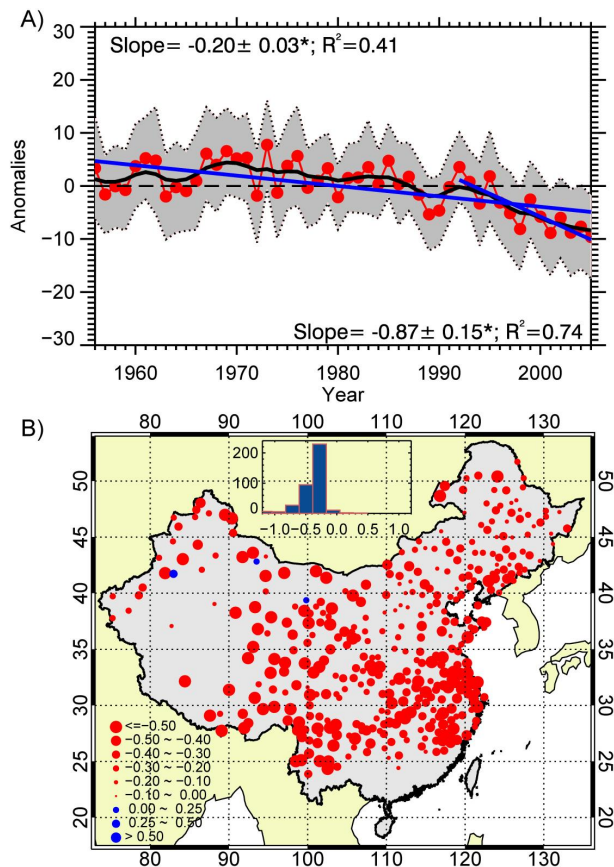 A)
Slope= -0.20± 0.03*; R²=0.41
30
20
10
0
−10
−20
−30
Anomalies
Slope= -0.87± 0.15*; R²=0.74
1960 1970 1980 1990 2000
Year
B)
80 90 100 110 120 130
200
100
0
−1.0 −0.5 0.0 0.5 1.0
50 50
45 45
40 40
35 35
30 30
25 25
20 20
<=−0.50
−0.50 ~ −0.40
−0.40 ~ −0.30
−0.30 ~ −0.20
−0.20 ~ −0.10
−0.10 ~ 0.00
0.00 ~ 0.25
0.25 ~ 0.50
> 0.50
80 90 100 110 120 130